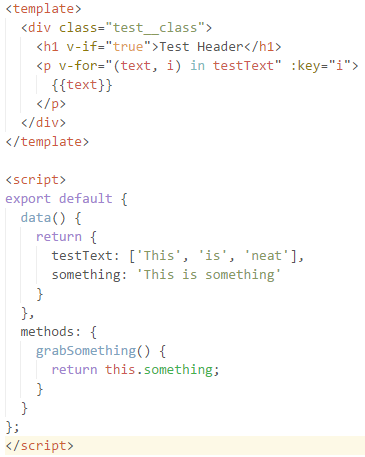 <template>
  <div class="test__class">
    <h1 v-if="true">Test Header</h1>
    <p v-for="(text, i) in testText" :key="i">
      {{text}}
    </p>
  </div>
</template>

<script>
export default {
  data() {
    return {
      testText: ['This', 'is', 'neat'],
      something: 'This is something'
    }
  },
  methods: {
    grabSomething() {
      return this.something;
    }
  }
};
</script>